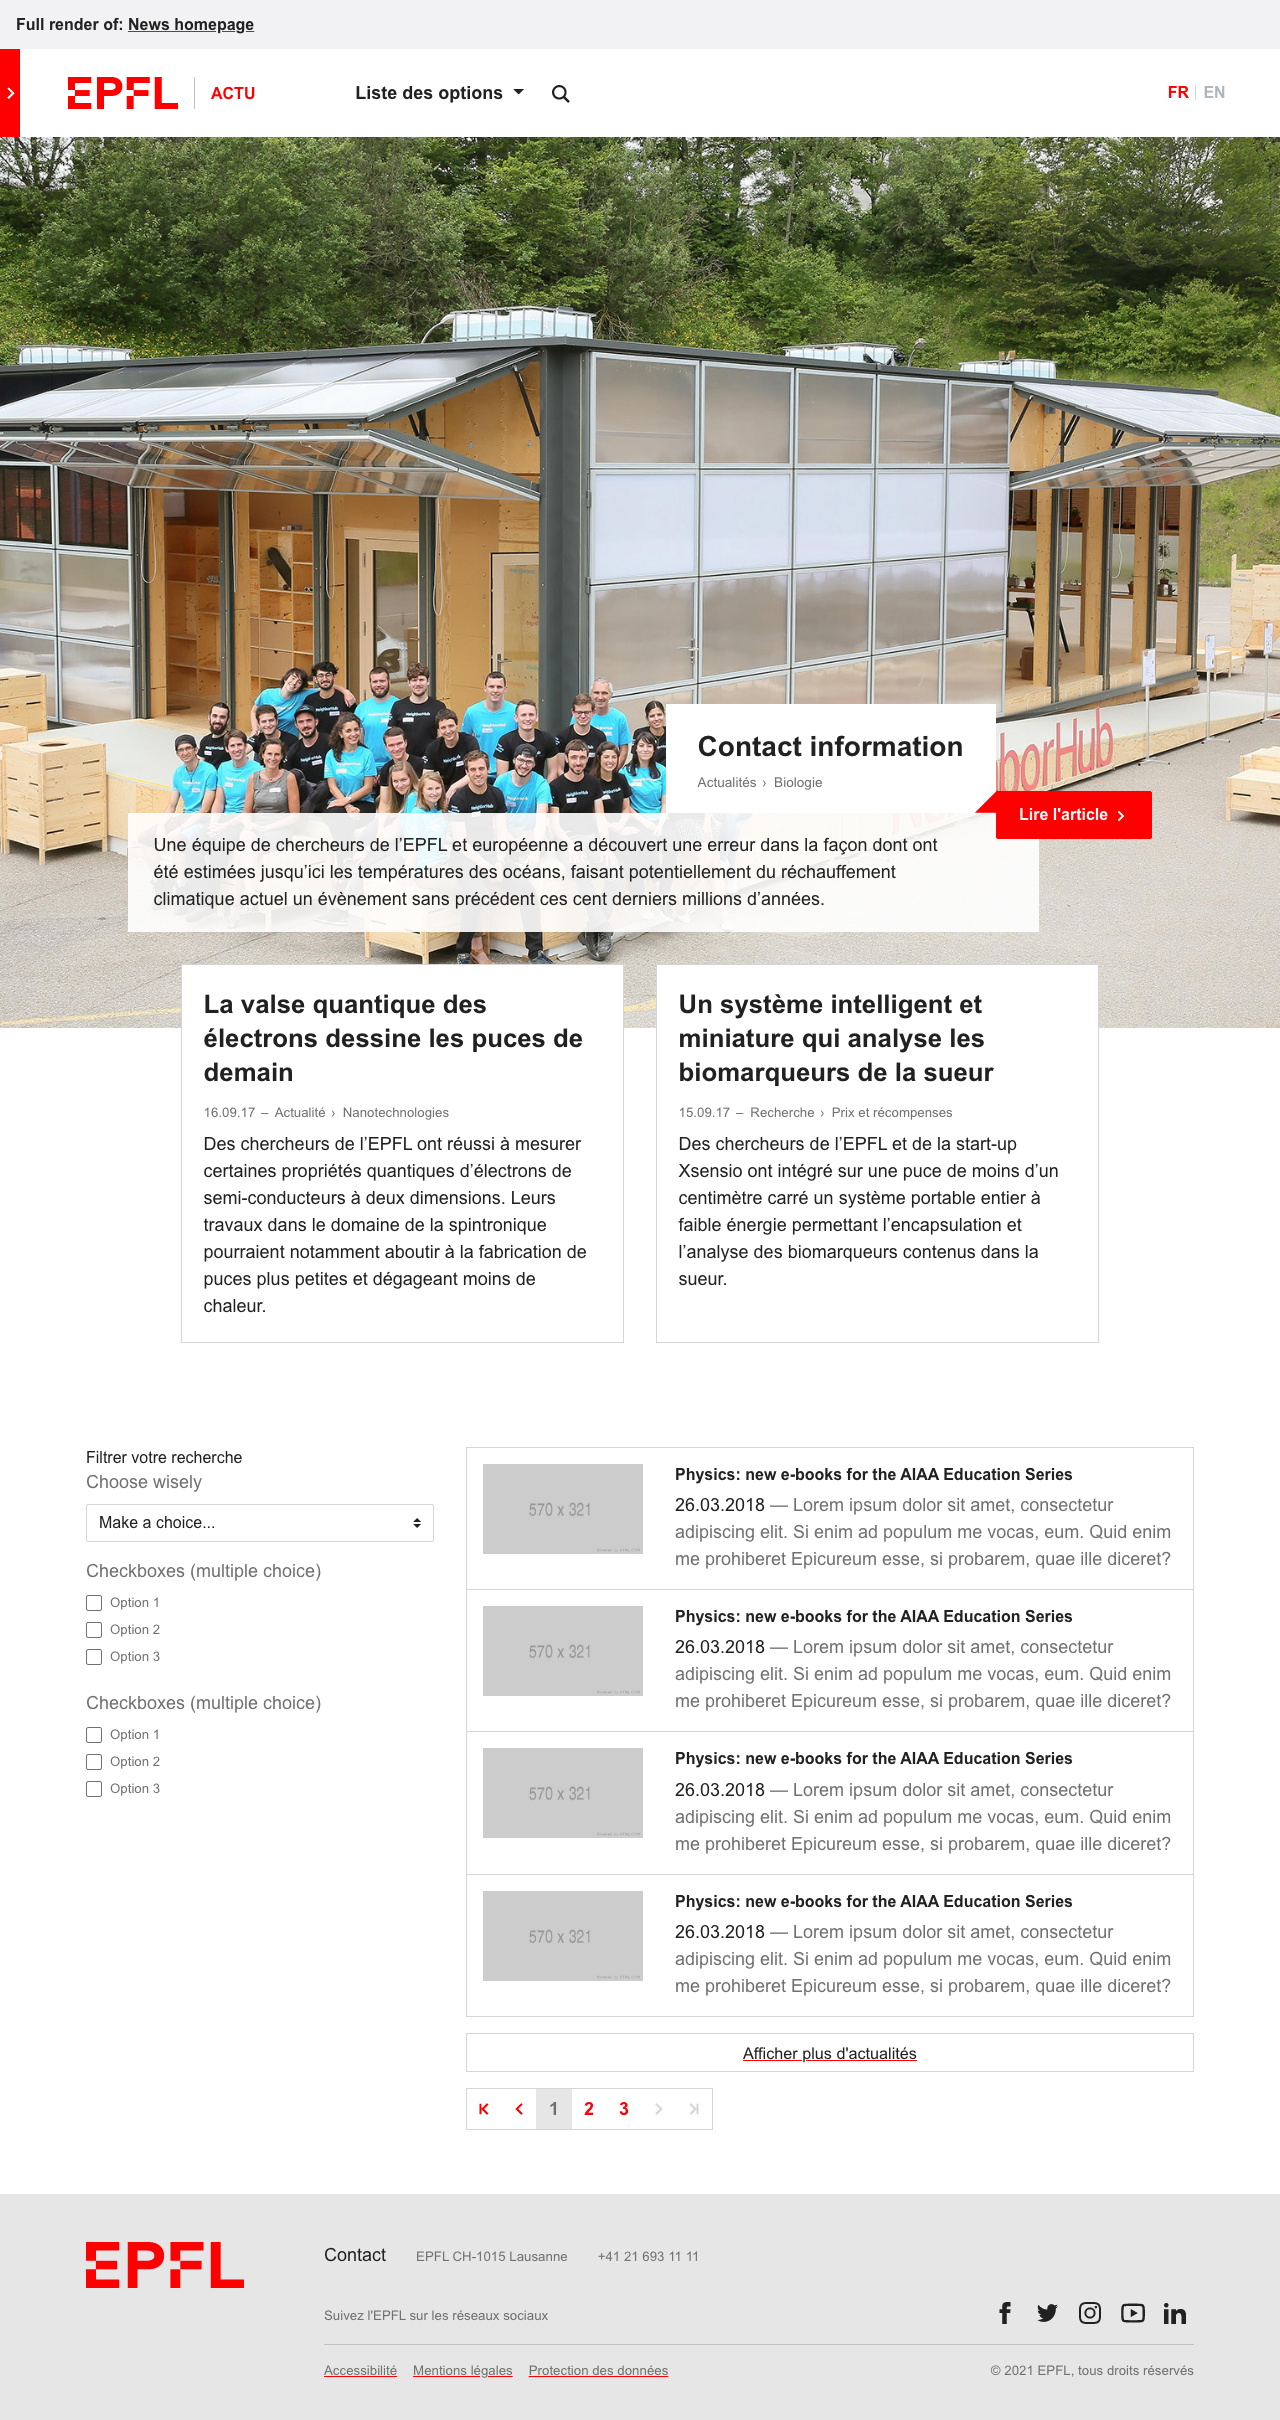 Full render of: News homepage
EPFL ACTU Liste des options FR EN
NeighborHub
borHub
Contact information
Actualités › Biologie
Lire l'article
Une équipe de chercheurs de l’EPFL et européenne a découvert une erreur dans la façon dont ont
été estimées jusqu’ici les températures des océans, faisant potentiellement du réchauffement
climatique actuel un évènement sans précédent ces cent derniers millions d’années.
La valse quantique des
électrons dessine les puces de
demain
16.09.17 – Actualité › Nanotechnologies
Des chercheurs de l’EPFL ont réussi à mesurer
certaines propriétés quantiques d’électrons de
semi-conducteurs à deux dimensions. Leurs
travaux dans le domaine de la spintronique
pourraient notamment aboutir à la fabrication de
puces plus petites et dégageant moins de
chaleur.
Un système intelligent et
miniature qui analyse les
biomarqueurs de la sueur
15.09.17 – Recherche › Prix et récompenses
Des chercheurs de l’EPFL et de la start-up
Xsensio ont intégré sur une puce de moins d’un
centimètre carré un système portable entier à
faible énergie permettant l’encapsulation et
l’analyse des biomarqueurs contenus dans la
sueur.
Filtrer votre recherche
Choose wisely
Make a choice...
Checkboxes (multiple choice)
Option 1
Option 2
Option 3
Checkboxes (multiple choice)
Option 1
Option 2
Option 3
570 x 321
Physics: new e-books for the AIAA Education Series
26.03.2018 — Lorem ipsum dolor sit amet, consectetur
adipiscing elit. Si enim ad populum me vocas, eum. Quid enim
me prohiberet Epicureum esse, si probarem, quae ille diceret?
570 x 321
Physics: new e-books for the AIAA Education Series
26.03.2018 — Lorem ipsum dolor sit amet, consectetur
adipiscing elit. Si enim ad populum me vocas, eum. Quid enim
me prohiberet Epicureum esse, si probarem, quae ille diceret?
570 x 321
Physics: new e-books for the AIAA Education Series
26.03.2018 — Lorem ipsum dolor sit amet, consectetur
adipiscing elit. Si enim ad populum me vocas, eum. Quid enim
me prohiberet Epicureum esse, si probarem, quae ille diceret?
570 x 321
Physics: new e-books for the AIAA Education Series
26.03.2018 — Lorem ipsum dolor sit amet, consectetur
adipiscing elit. Si enim ad populum me vocas, eum. Quid enim
me prohiberet Epicureum esse, si probarem, quae ille diceret?
Afficher plus d'actualités
1 2 3
EPFL
Contact EPFL CH-1015 Lausanne +41 21 693 11 11
Suivez l'EPFL sur les réseaux sociaux
Accessibilité Mentions légales Protection des données
© 2021 EPFL, tous droits réservés